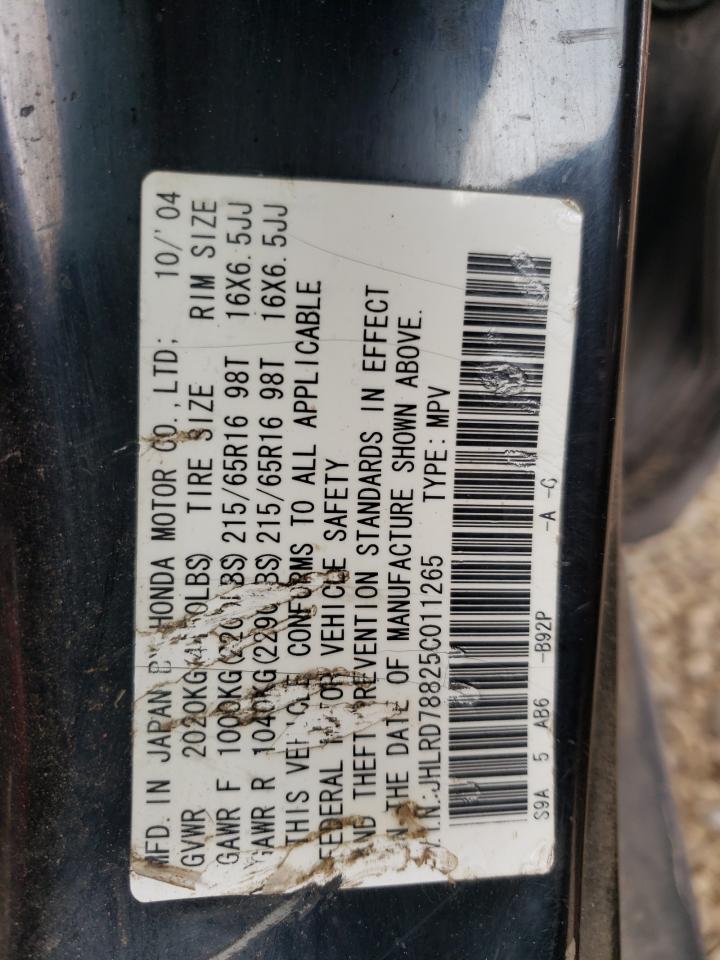 MFD. IN JAPAN BY HONDA MOTOR CO., LTD; 10/'04
GVWR 2020KG TIRE SIZE RIM SIZE
GAWR F 1000KG 215/65R16 98T 16X6.5JJ
GAWR R 1040KG 215/65R16 98T 16X6.5JJ
THIS VEHICLE CONFORMS TO ALL APPLICABLE
FEDERAL MOTOR VEHICLE SAFETY
AND THEFT PREVENTION STANDARDS IN EFFECT
ON THE DATE OF MANUFACTURE SHOWN ABOVE.
V.I.N.:JHLRD78825C011265 TYPE: MPV
S9A 5 AB6 -B92P -A -C